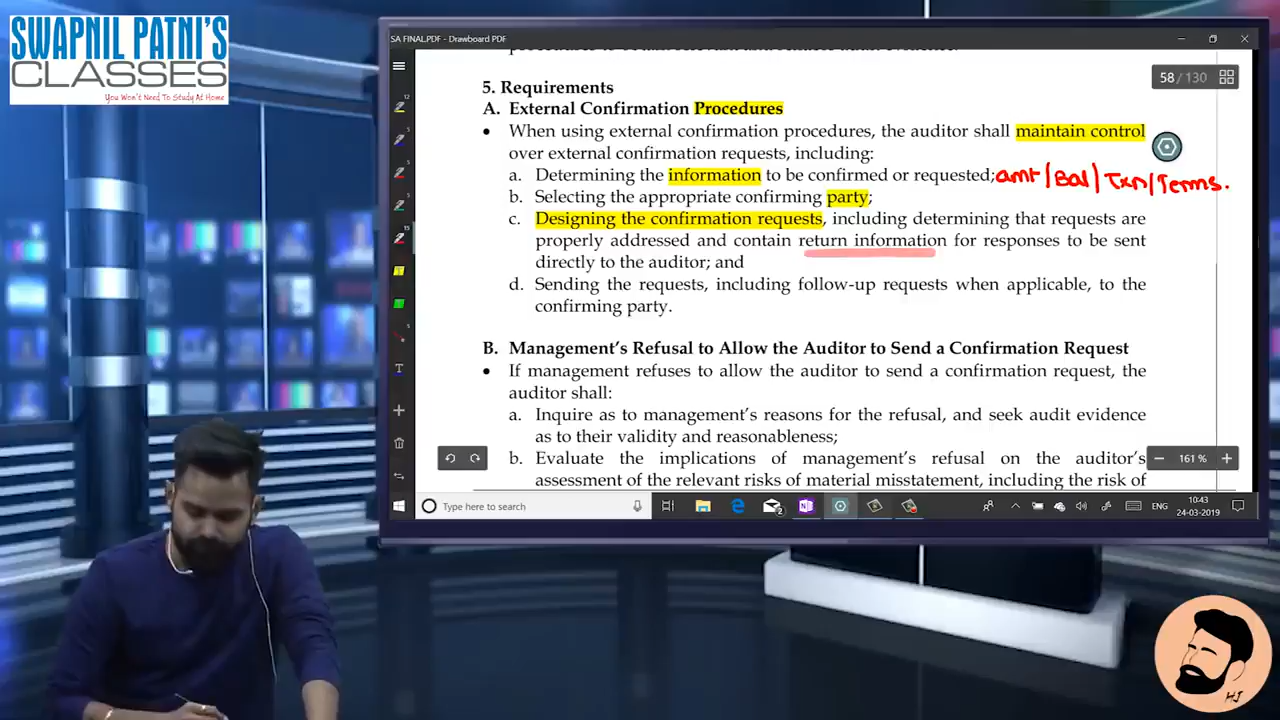 SWAPNIL PATNI'S
CLASSES
You Won't Need To Study At Home
SA FINAL.PDF - Drawboard PDF
58 / 130
5. Requirements
A. External Confirmation Procedures
• When using external confirmation procedures, the auditor shall maintain control
over external confirmation requests, including:
a. Determining the information to be confirmed or requested; amt/Bal/Txn/Terms.
b. Selecting the appropriate confirming party;
c. Designing the confirmation requests, including determining that requests are
properly addressed and contain return information for responses to be sent
directly to the auditor; and
d. Sending the requests, including follow-up requests when applicable, to the
confirming party.
B. Management's Refusal to Allow the Auditor to Send a Confirmation Request
• If management refuses to allow the auditor to send a confirmation request, the
auditor shall:
a. Inquire as to management's reasons for the refusal, and seek audit evidence
as to their validity and reasonableness;
b. Evaluate the implications of management's refusal on the auditor's
assessment of the relevant risks of material misstatement, including the risk of
161 %
Type here to search
ENG
10:43
24-03-2019
HJ